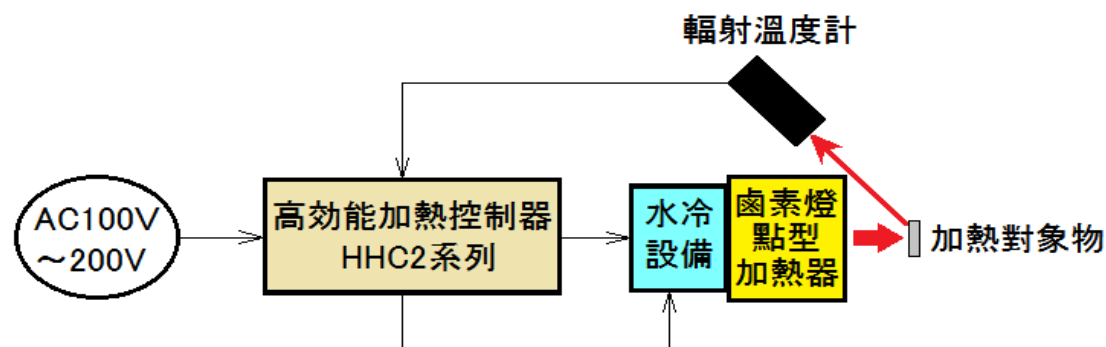 輻射溫度計
AC100V
～200V
高効能加熱控制器
HHC2系列
水冷
設備
鹵素燈
點型
加熱器
加熱對象物